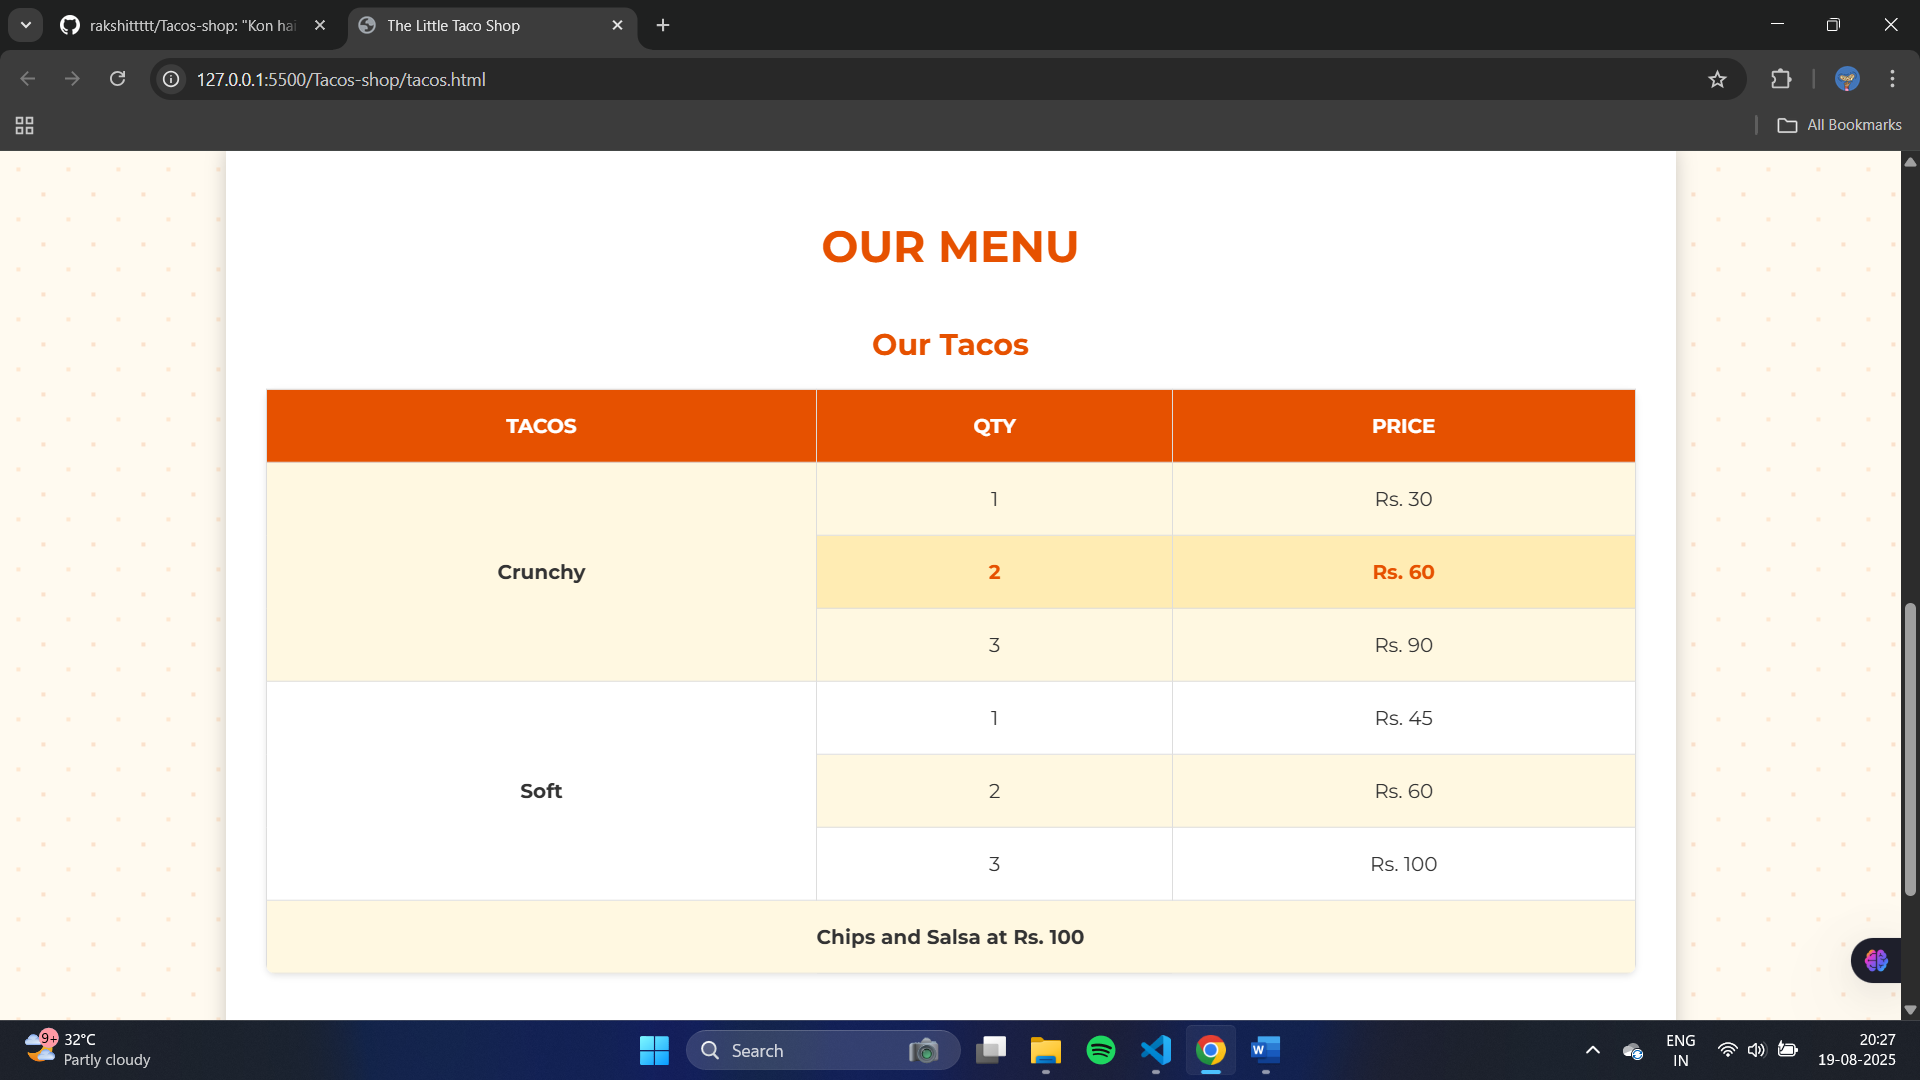 rakshittttt/Tacos-shop: "Kon hai
The Little Taco Shop
127.0.0.1:5500/Tacos-shop/tacos.html
All Bookmarks
OUR MENU
Our Tacos
TACOS QTY PRICE
1 Rs. 30
Crunchy 2 Rs. 60
3 Rs. 90
1 Rs. 45
Soft 2 Rs. 60
3 Rs. 100
Chips and Salsa at Rs. 100
9+
32°C
Partly cloudy
Search
W
ENG
IN
20:27
19-08-2025